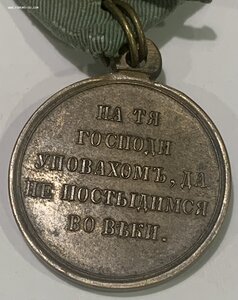 НА ТЯ
ГОСПОДИ
УПОВАХОМЪ, ДА
НЕ ПОСТЫДИМСЯ
ВО ВѢКИ.